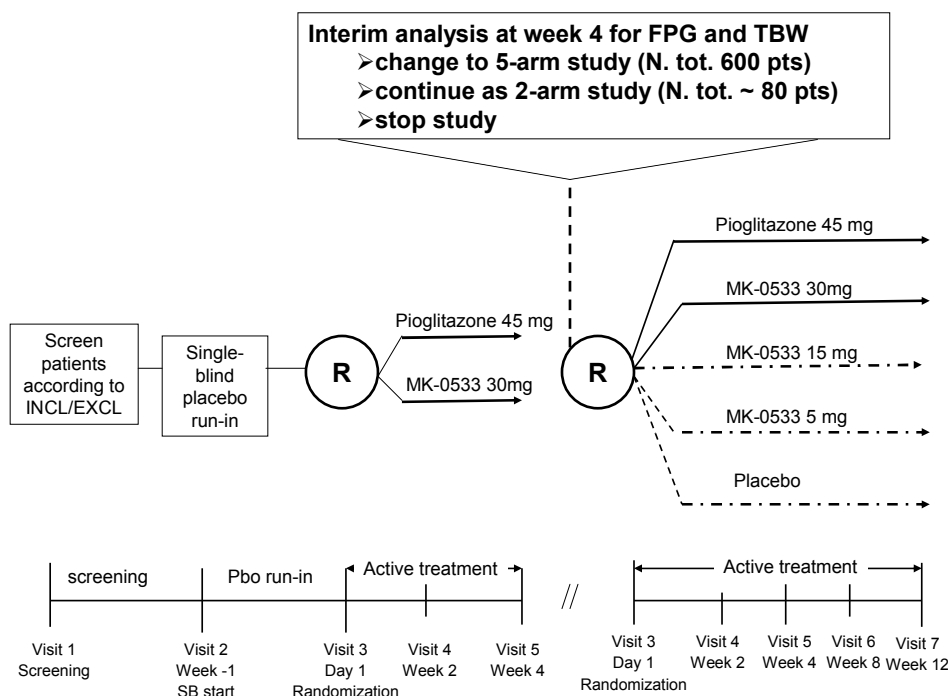 Interim analysis at week 4 for FPG and TBW
➢change to 5-arm study (N. tot. 600 pts)
➢continue as 2-arm study (N. tot. ~ 80 pts)
➢stop study
Screen
patients
according to
INCL/EXCL
Single-
blind
placebo
run-in
R
Pioglitazone 45 mg
MK-0533 30mg
R
Pioglitazone 45 mg
MK-0533 30mg
MK-0533 15 mg
MK-0533 5 mg
Placebo
screening
Pbo run-in
Active treatment
//
Active treatment
Visit 1
Screening
Visit 2
Week -1
SB start
Visit 3
Day 1
Randomization
Visit 4
Week 2
Visit 5
Week 4
Visit 3
Day 1
Randomization
Visit 4
Week 2
Visit 5
Week 4
Visit 6
Week 8
Visit 7
Week 12